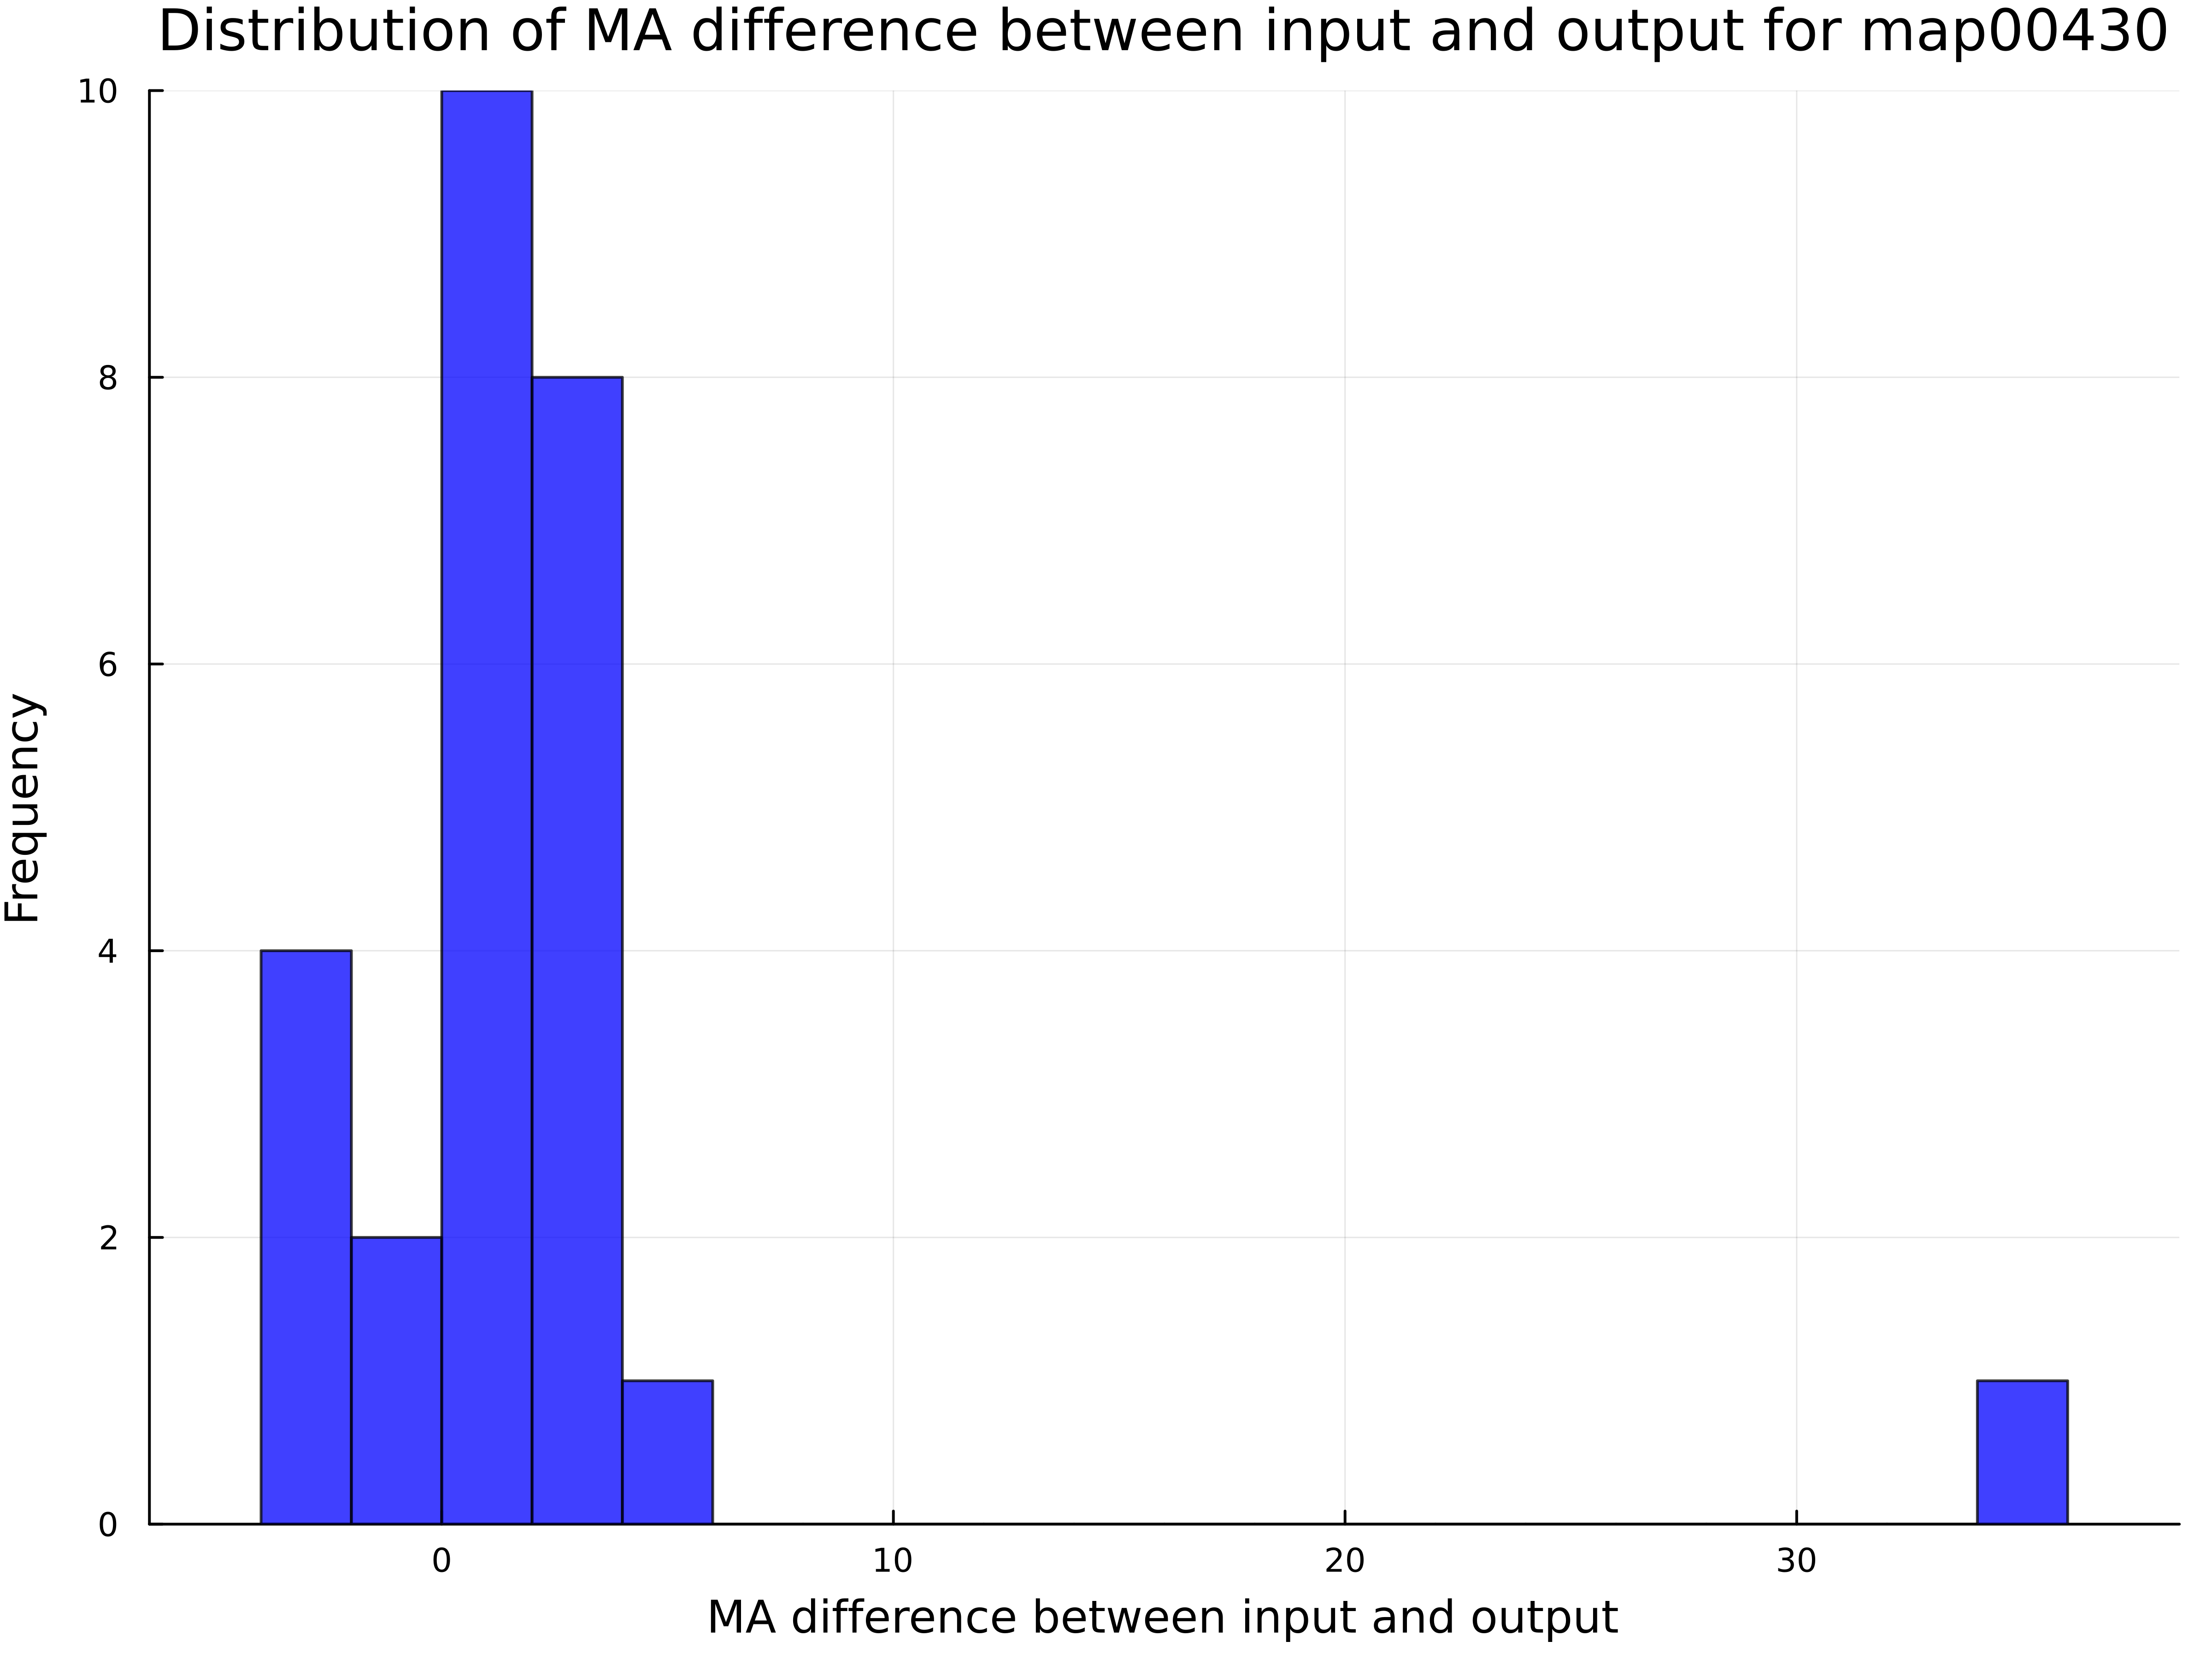 Distribution of MA difference between input and output for map00430
10
8
6
4
2
0
Frequency
0 10 20 30
MA difference between input and output